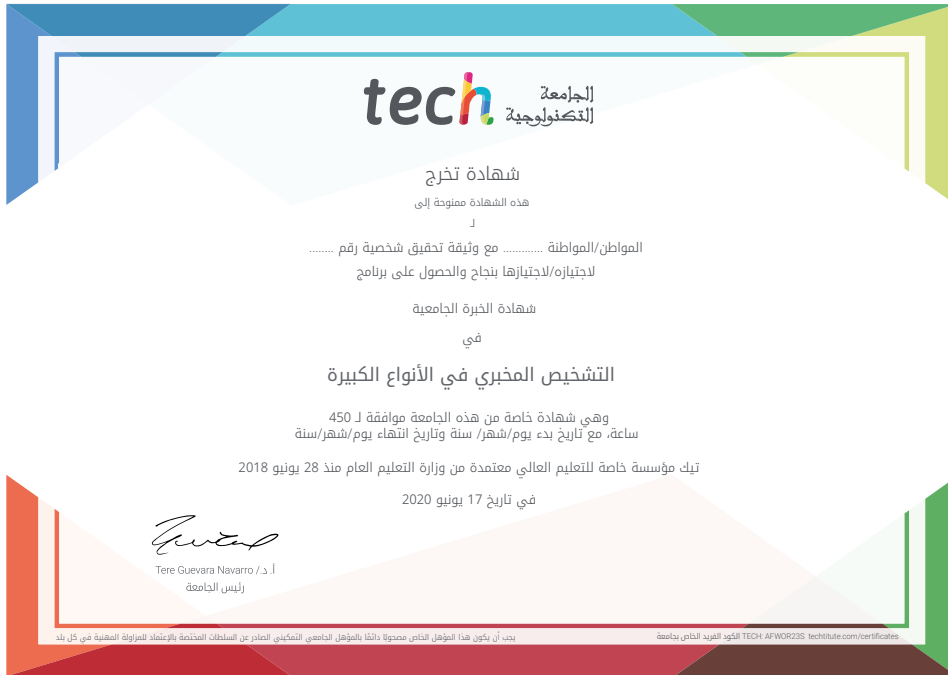 tech الجامعة
التكنولوجية
شهادة تخرج
هذه الشهادة ممنوحة إلى
لـ
المواطن/المواطنة ............. مع وثيقة تحقيق شخصية رقم ........
لاجتيازه/لاجتيازها بنجاح والحصول على برنامج
شهادة الخبرة الجامعية
في
التشخيص المخبري في الأنواع الكبيرة
وهي شهادة خاصة من هذه الجامعة موافقة لـ 450
ساعة، مع تاريخ بدء يوم/شهر/ سنة وتاريخ انتهاء يوم/شهر/سنة
تيك مؤسسة خاصة للتعليم العالي معتمدة من وزارة التعليم العام منذ 28 يونيو 2018
في تاريخ 17 يونيو 2020
أ. د./ Tere Guevara Navarro
رئيس الجامعة
يجب أن يكون هذا المؤهل الخاص مصحوبًا دائمًا بالمؤهل الجامعي التمكيني الصادر عن السلطات المختصة بالإعتماد للمزاولة المهنية في كل بلد
الكود الفريد الخاص بجامعة TECH: AFWOR23S techtitute.com/certificates